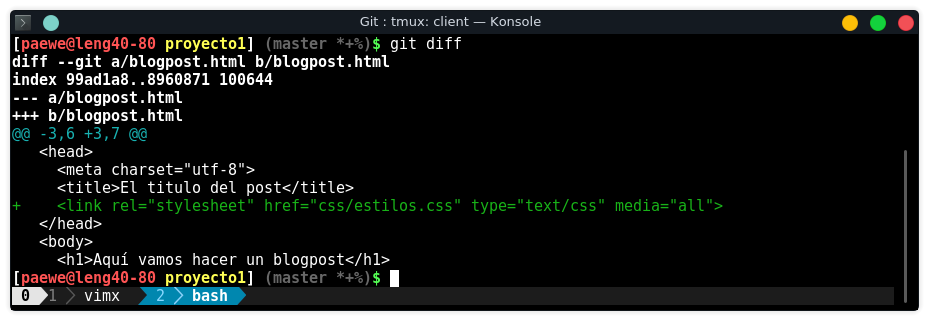 Git : tmux: client — Konsole
[paewe@leng40-80 proyecto1] (master *+%)$ git diff
diff --git a/blogpost.html b/blogpost.html
index 99ad1a8..8960871 100644
--- a/blogpost.html
+++ b/blogpost.html
@@ -3,6 +3,7 @@
   <head>
     <meta charset="utf-8">
     <title>El titulo del post</title>
+    <link rel="stylesheet" href="css/estilos.css" type="text/css" media="all">
   </head>
   <body>
     <h1>Aquí vamos hacer un blogpost</h1>
[paewe@leng40-80 proyecto1] (master *+%)$
0 1 vimx 2 bash